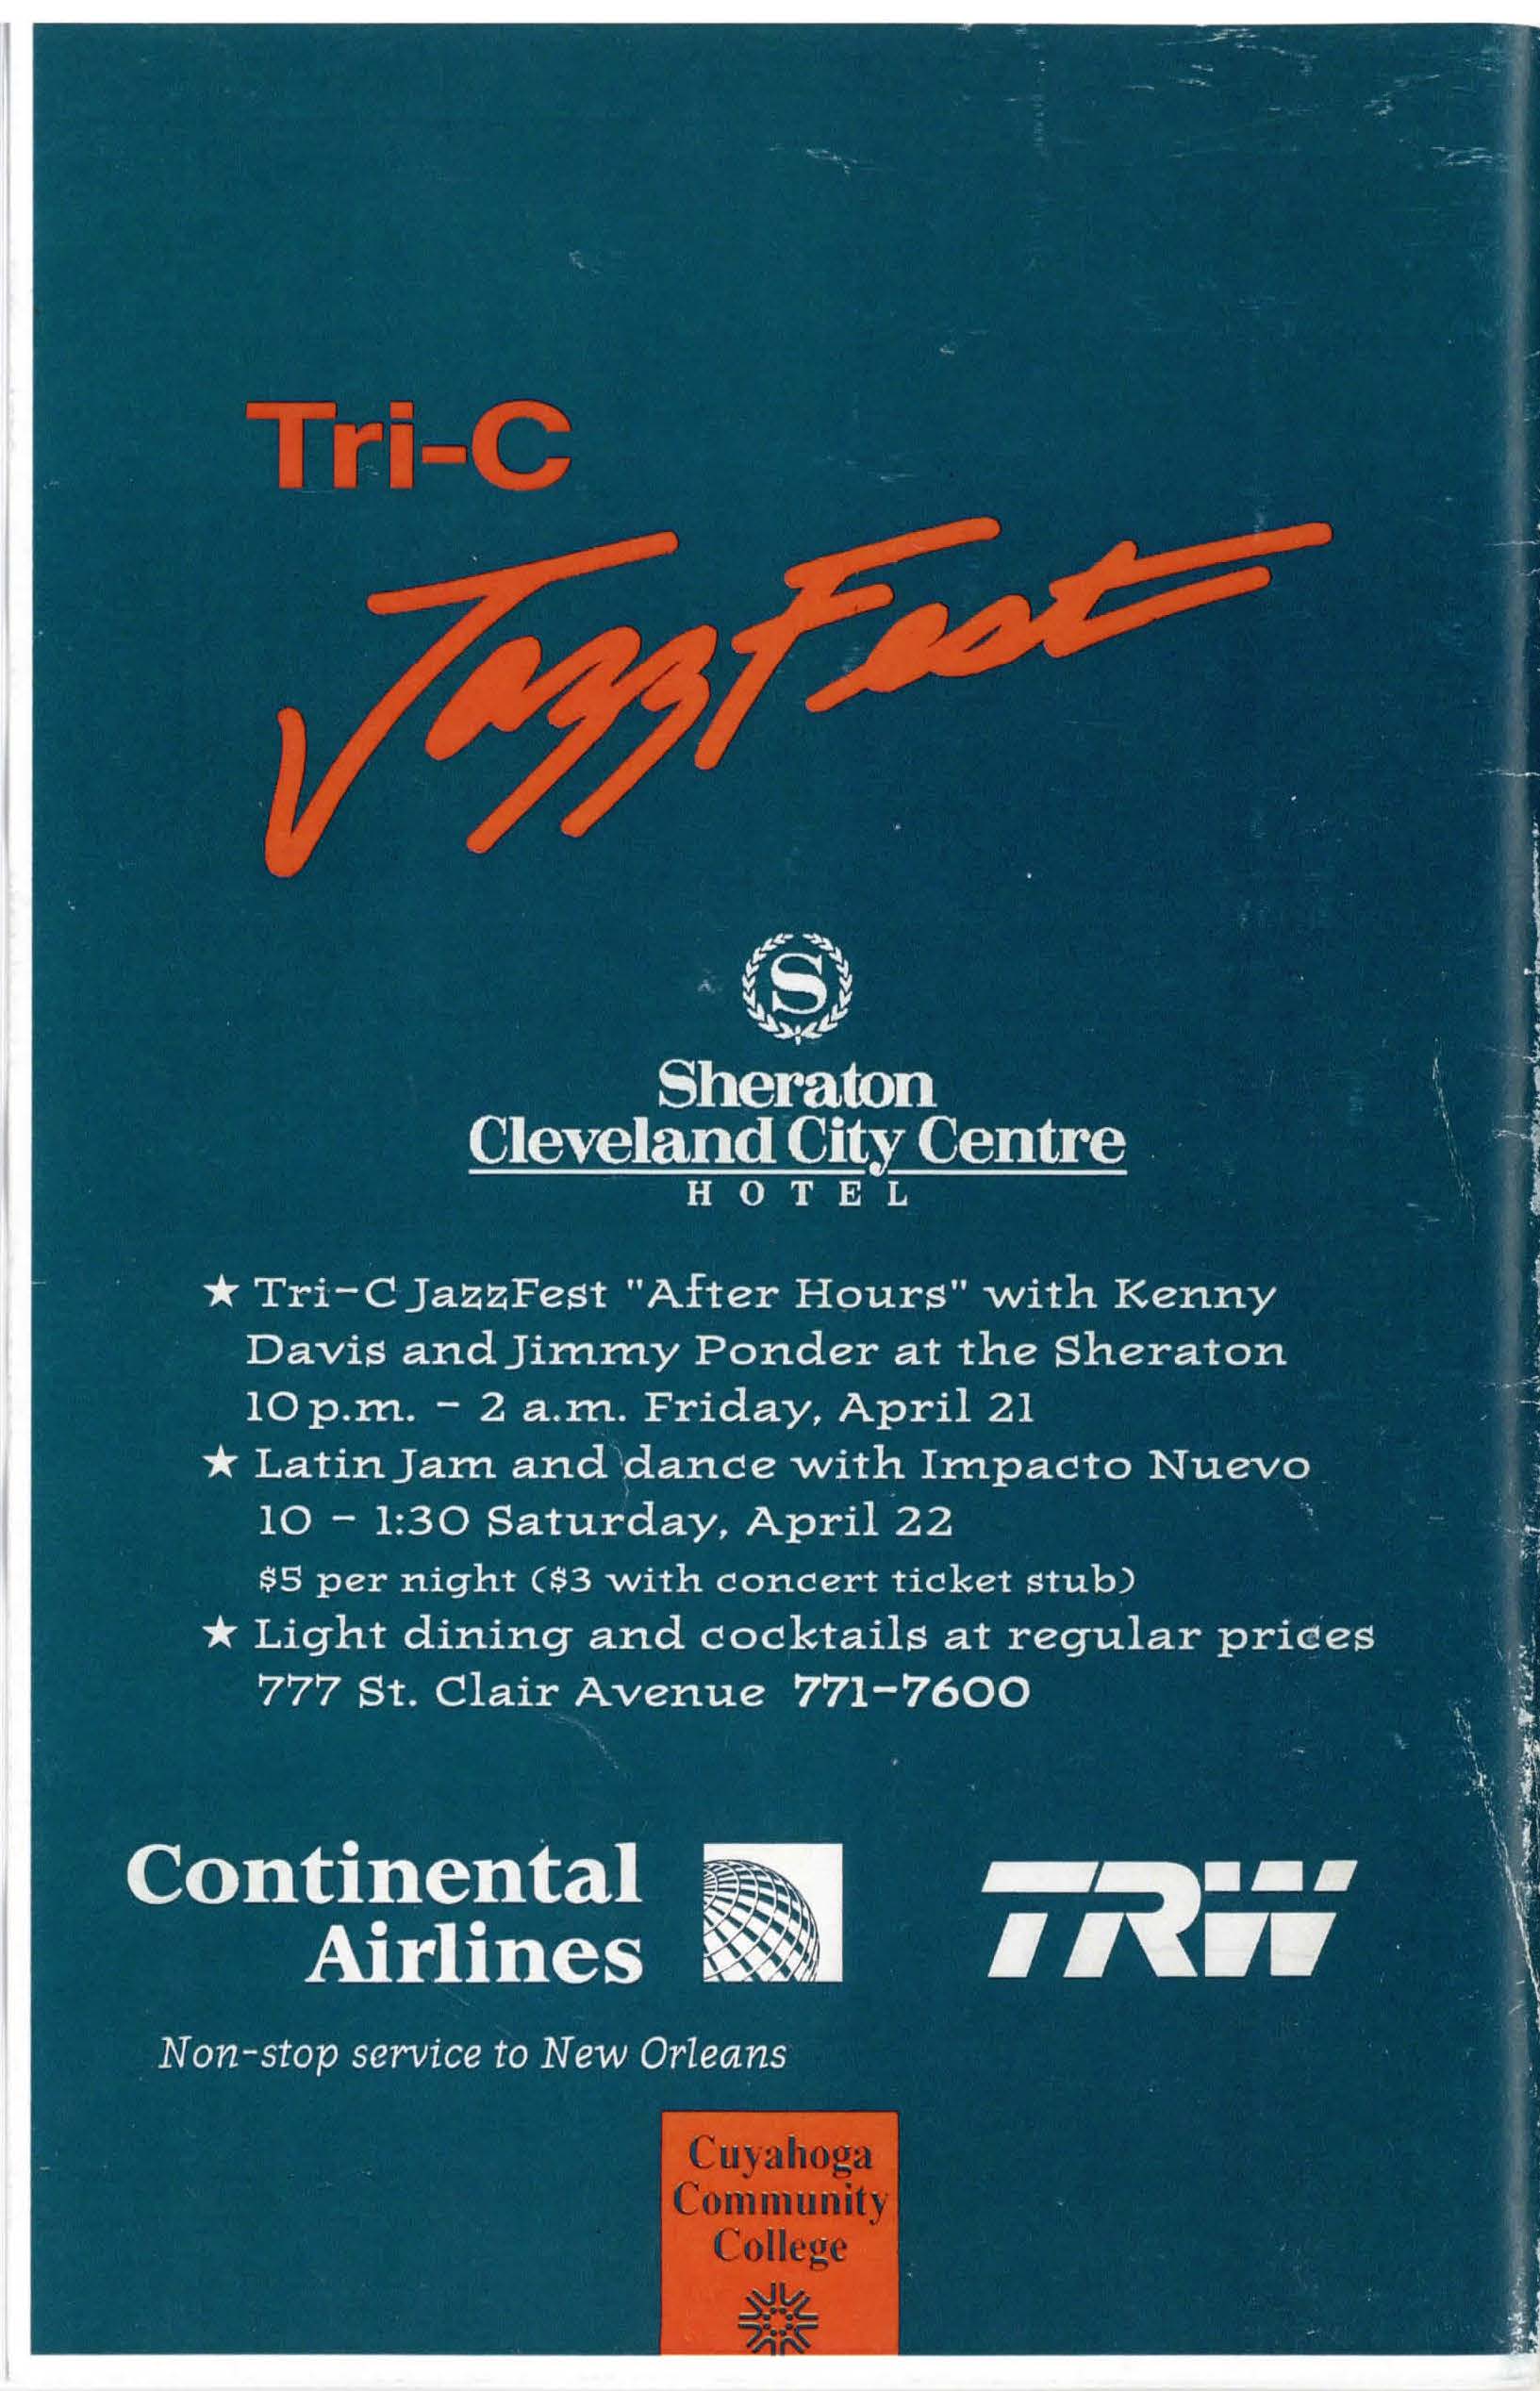 Tri-C
JazzFest
S
Sheraton
Cleveland City Centre
HOTEL
★ Tri-C JazzFest "After Hours" with Kenny
Davis and Jimmy Ponder at the Sheraton
10 p.m. - 2 a.m. Friday, April 21
★ Latin Jam and dance with Impacto Nuevo
10 - 1:30 Saturday, April 22
$5 per night ($3 with concert ticket stub)
★ Light dining and cocktails at regular prices
777 St. Clair Avenue 771-7600
Continental
Airlines
TRW
Non-stop service to New Orleans
Cuyahoga
Community
College